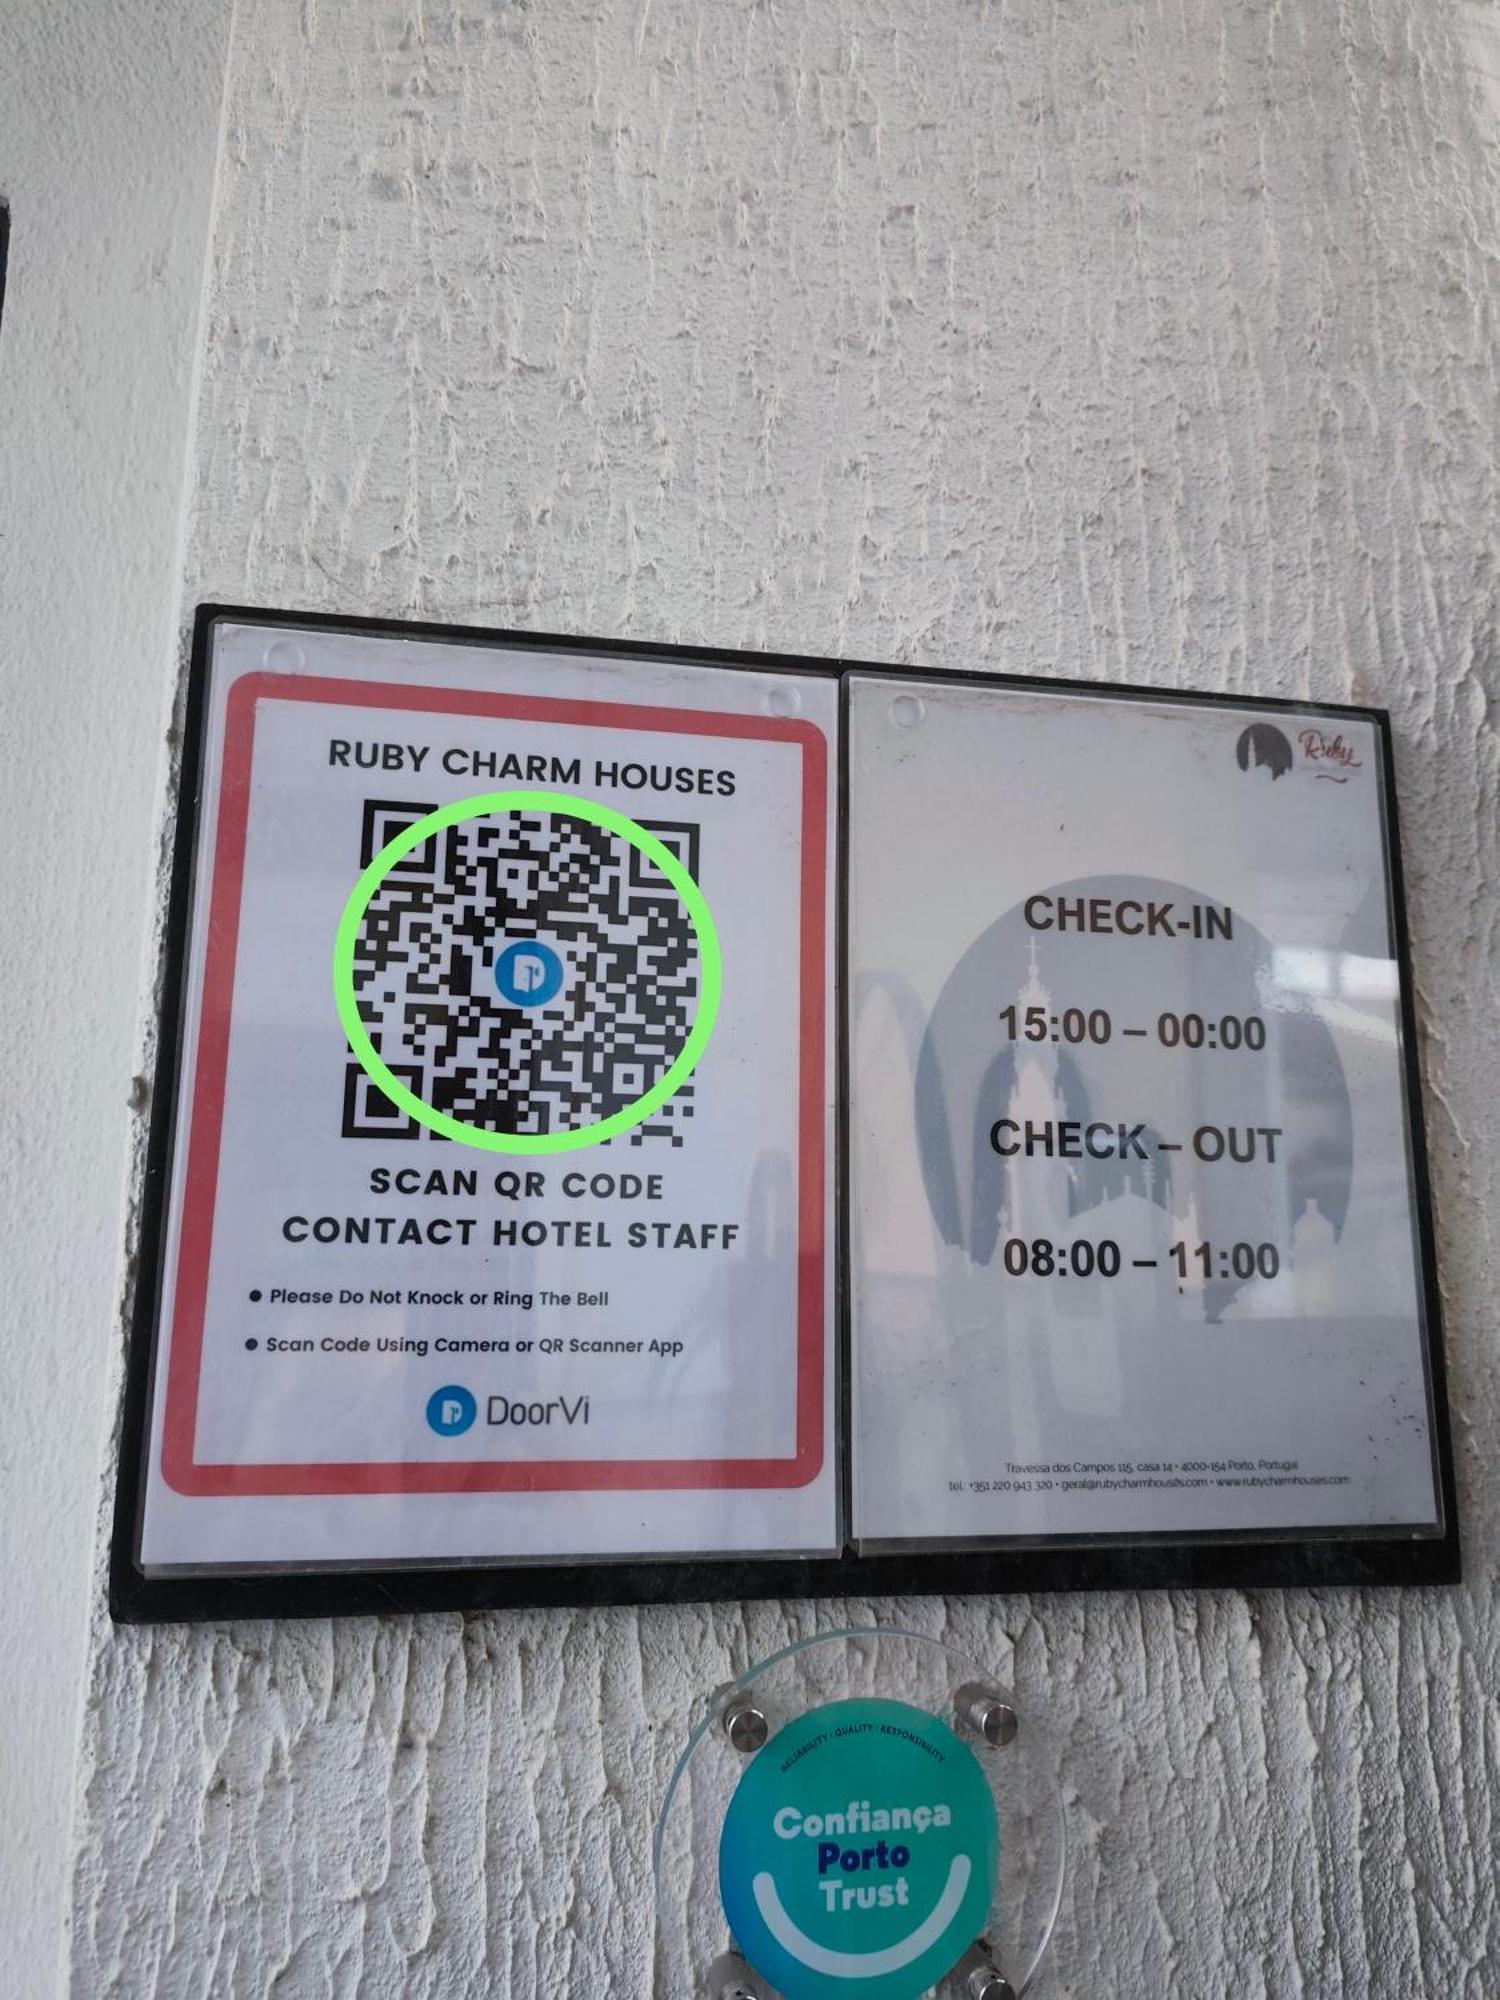 RUBY CHARM HOUSES
SCAN QR CODE
CONTACT HOTEL STAFF
● Please Do Not Knock or Ring The Bell
● Scan Code Using Camera or QR Scanner App
DoorVi
Ruby
CHECK-IN
15:00 – 00:00
CHECK – OUT
08:00 – 11:00
Travessa dos Campos 115, casa 14 • 4000-154 Porto, Portugal
tel.: +351 220 943 320 • geral@rubycharmhouses.com • www.rubycharmhouses.com
RELIABILITY · QUALITY · RESPONSIBILITY
Confiança
Porto
Trust